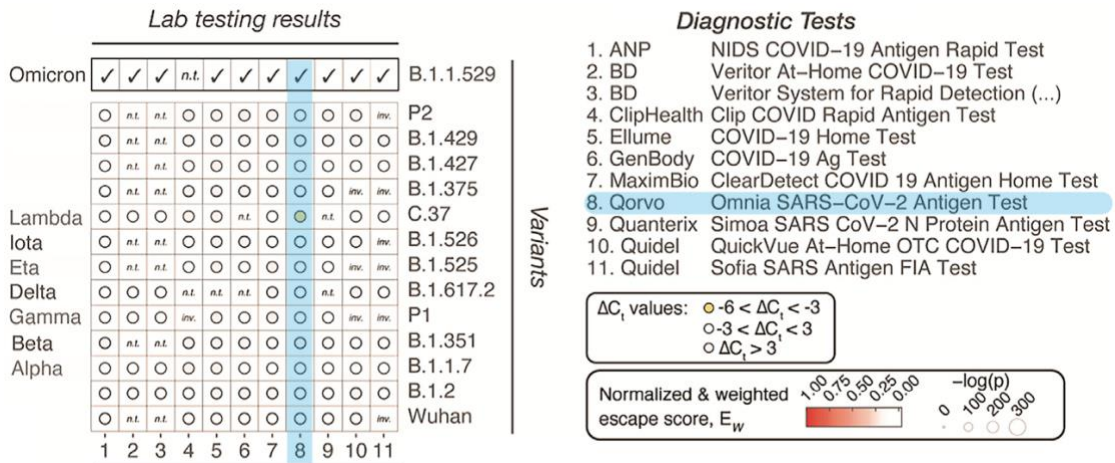 Lab testing results
Omicron ✓ ✓ ✓ n.t. ✓ ✓ ✓ ✓ ✓ ✓ ✓ B.1.1.529
n.t. n.t. inv. P2
n.t. n.t. B.1.429
n.t. n.t. B.1.427
n.t. n.t. inv. inv. B.1.375
Lambda n.t. n.t. C.37
Iota n.t. n.t. inv. B.1.526
Eta n.t. n.t. inv. inv. B.1.525
Delta n.t. n.t. n.t. n.t. B.1.617.2
Gamma inv. inv. inv. P1
Beta n.t. n.t. B.1.351
Alpha B.1.1.7
B.1.2
n.t. n.t. inv. Wuhan
1 2 3 4 5 6 7 8 9 10 11
Variants
Diagnostic Tests
1. ANP NIDS COVID-19 Antigen Rapid Test
2. BD Veritor At-Home COVID-19 Test
3. BD Veritor System for Rapid Detection (...)
4. ClipHealth Clip COVID Rapid Antigen Test
5. Ellume COVID-19 Home Test
6. GenBody COVID-19 Ag Test
7. MaximBio ClearDetect COVID 19 Antigen Home Test
8. Qorvo Omnia SARS-CoV-2 Antigen Test
9. Quanterix Simoa SARS CoV-2 N Protein Antigen Test
10. Quidel QuickVue At-Home OTC COVID-19 Test
11. Quidel Sofia SARS Antigen FIA Test
ΔCt values: -6 < ΔCt < -3
-3 < ΔCt < 3
ΔCt > 3
Normalized & weighted
escape score, EW
1.00 0.75 0.50 0.25 0.00
-log(p)
0 100 200 300